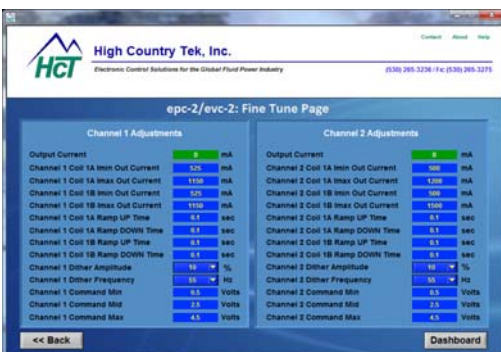 Contact About Help
HCT
High Country Tek, Inc.
Electronic Control Solutions for the Global Fluid Power Industry
(530) 265-3236 / Fx: (530) 265-3275
epc-2/evc-2: Fine Tune Page
Channel 1 Adjustments
Output Current 0 mA
Channel 1 Coil 1A Imin Out Current 525 mA
Channel 1 Coil 1A Imax Out Current 1150 mA
Channel 1 Coil 1B Imin Out Current 525 mA
Channel 1 Coil 1B Imax Out Current 1150 mA
Channel 1 Coil 1A Ramp UP Time 0.1 sec
Channel 1 Coil 1A Ramp DOWN Time 0.1 sec
Channel 1 Coil 1B Ramp UP Time 0.1 sec
Channel 1 Coil 1B Ramp DOWN Time 0.1 sec
Channel 1 Dither Amplitude 10 %
Channel 1 Dither Frequency 55 Hz
Channel 1 Command Min 0.5 Volts
Channel 1 Command Mid 2.5 Volts
Channel 1 Command Max 4.5 Volts
Channel 2 Adjustments
Output Current 0 mA
Channel 2 Coil 1A Imin Out Current 500 mA
Channel 2 Coil 1A Imax Out Current 1200 mA
Channel 2 Coil 1B Imin Out Current 500 mA
Channel 2 Coil 1B Imax Out Current 1500 mA
Channel 2 Coil 1A Ramp UP Time 0.1 sec
Channel 2 Coil 1A Ramp DOWN Time 0.1 sec
Channel 2 Coil 1B Ramp UP Time 0.1 sec
Channel 2 Coil 1B Ramp DOWN Time 0.1 sec
Channel 2 Dither Amplitude 10 %
Channel 2 Dither Frequency 55 Hz
Channel 2 Command Min 0.5 Volts
Channel 2 Command Mid 2.5 Volts
Channel 2 Command Max 4.5 Volts
<< Back
Dashboard